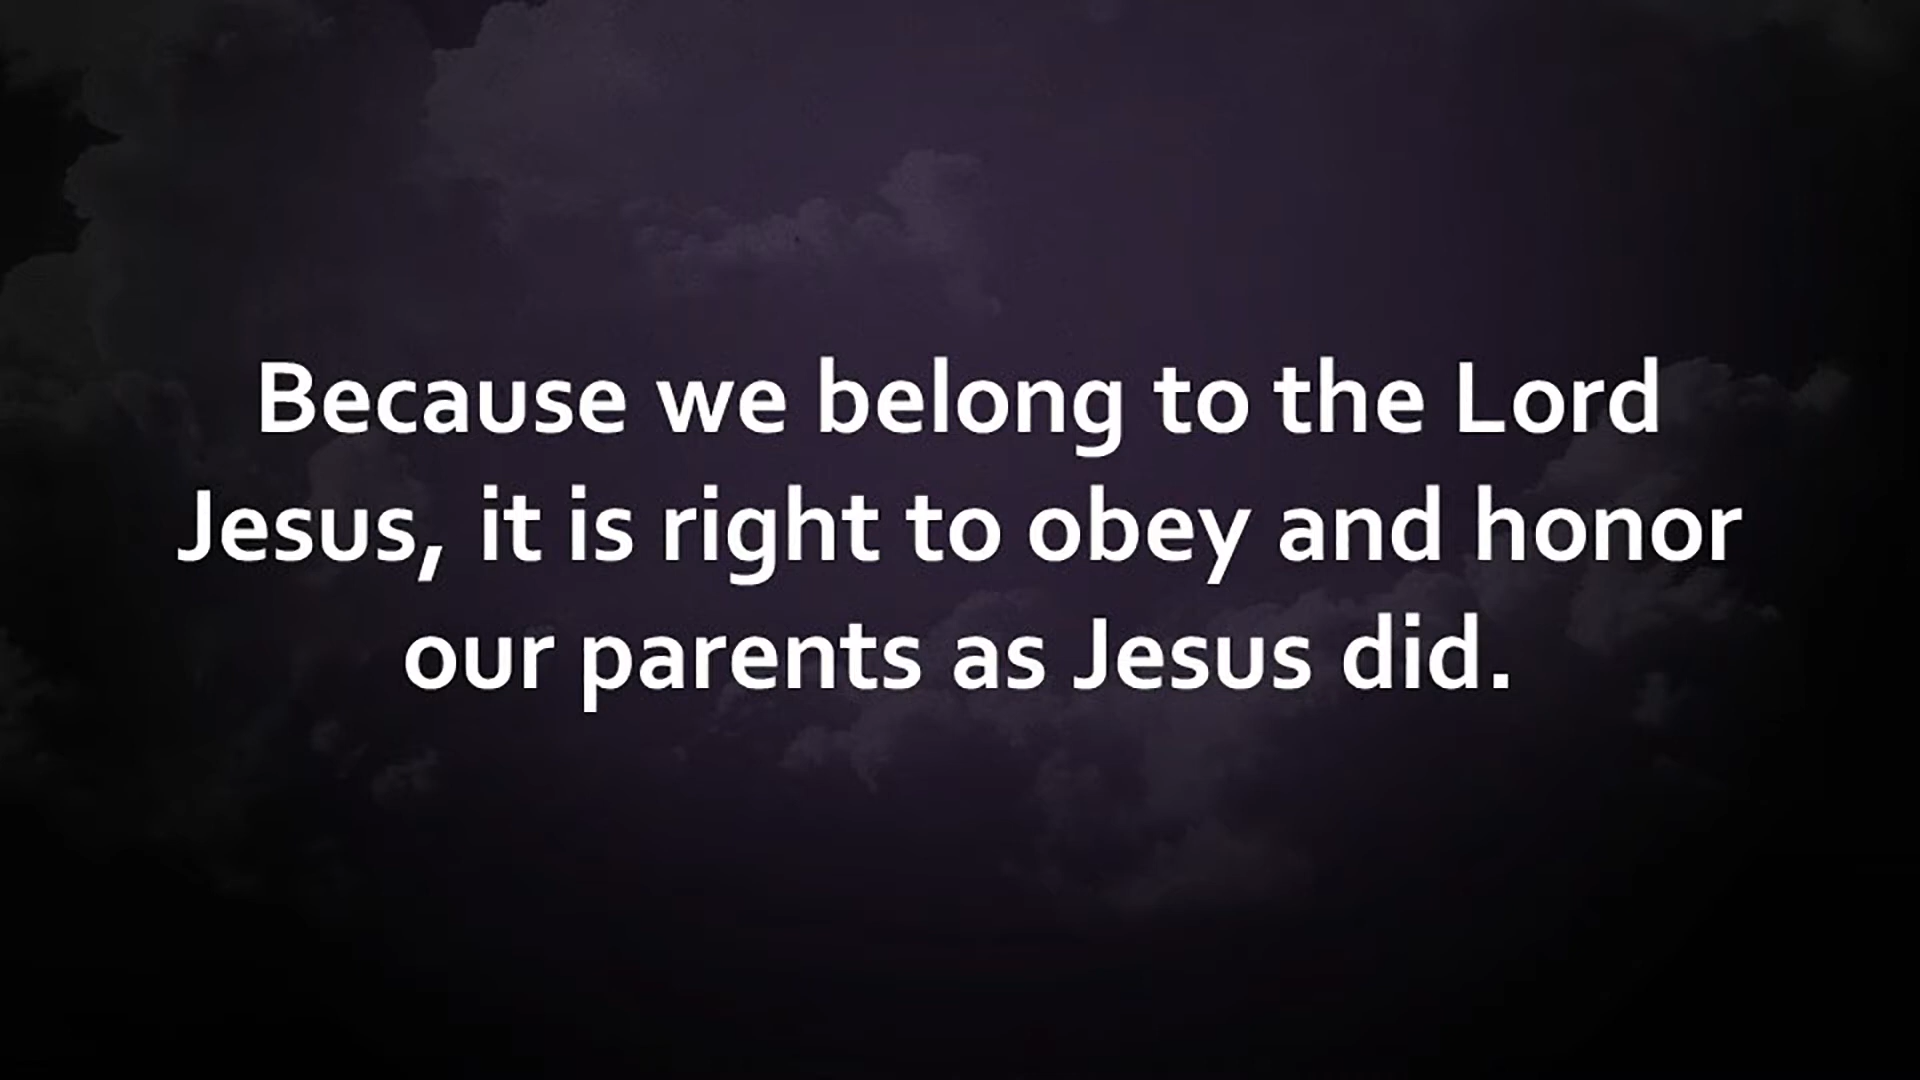 Because we belong to the Lord
Jesus, it is right to obey and honor
our parents as Jesus did.